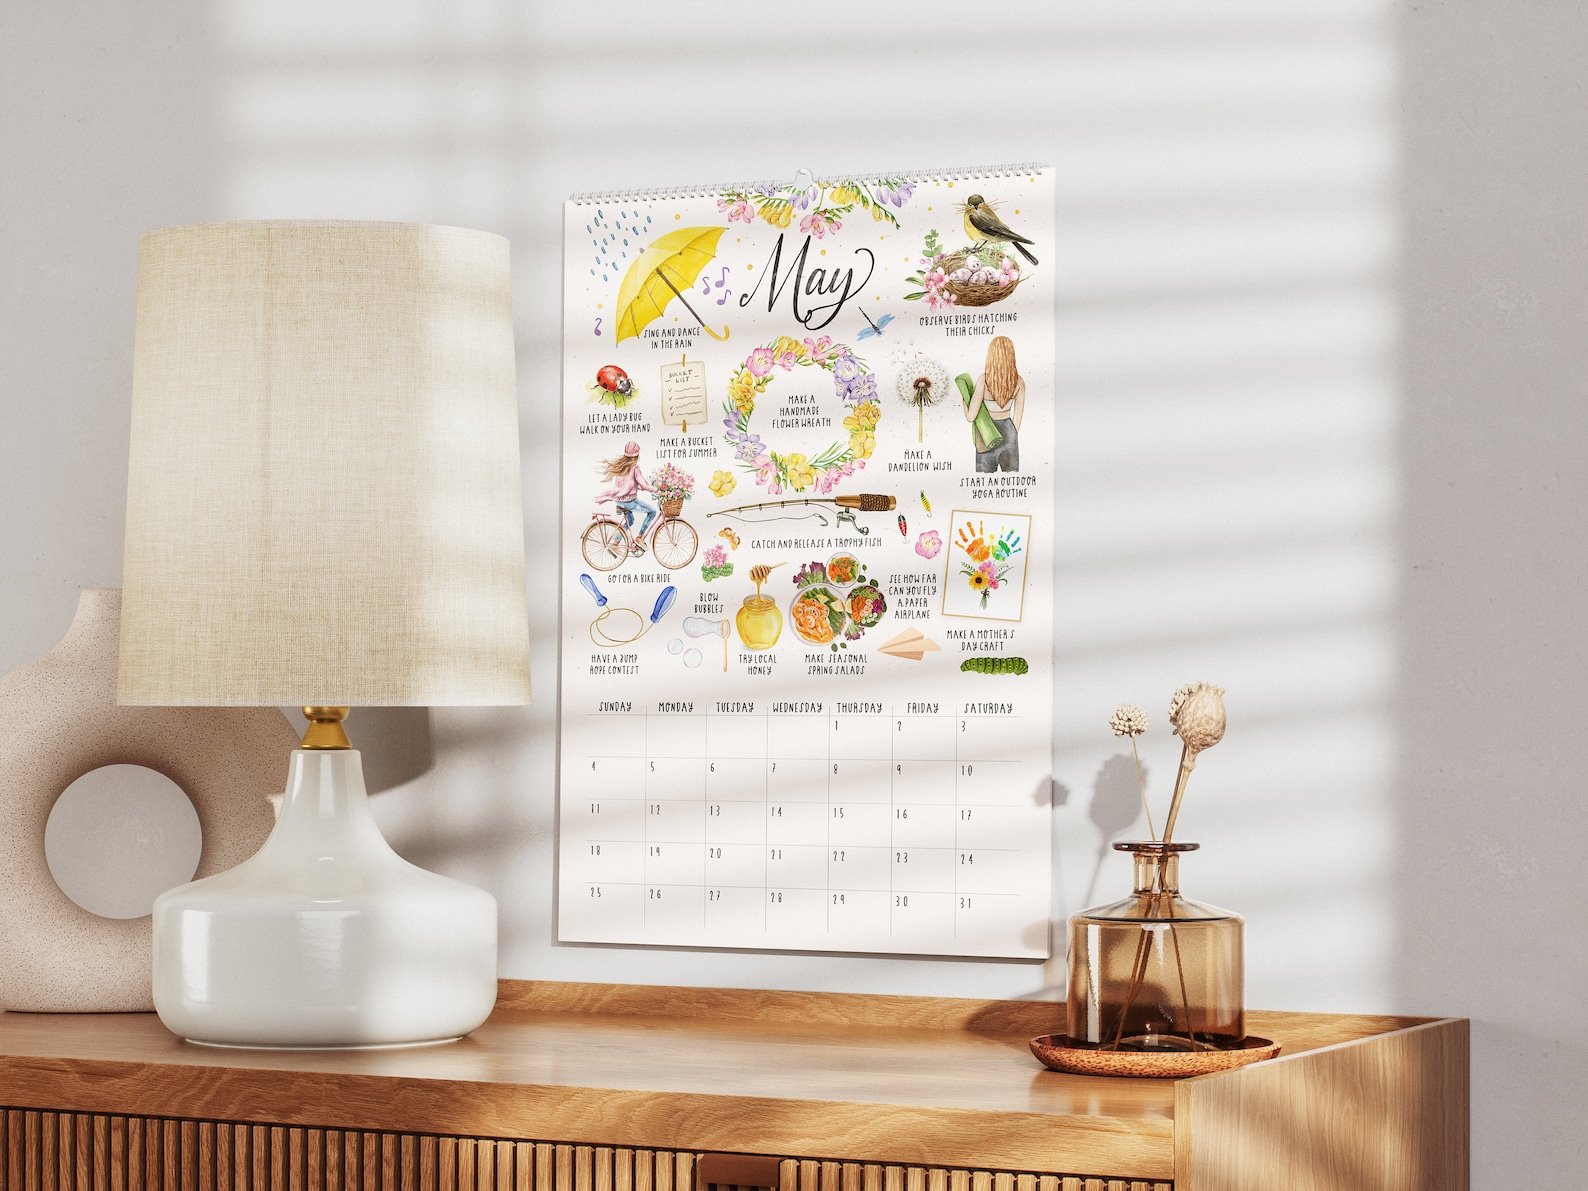 May
SING AND DANCE
IN THE RAIN
OBSERVE BIRDS HATCHING
THEIR CHICKS
LET A LADY BUG
WALK ON YOUR HAND
BUCKET
LIST
MAKE A BUCKET
LIST FOR SUMMER
MAKE A
HANDMADE
FLOWER WREATH
MAKE A
DANDELION WISH
START AN OUTDOOR
YOGA ROUTINE
GO FOR A BIKE RIDE
CATCH AND RELEASE A TROPHY FISH
BLOW
BUBBLES
SEE HOW FAR
CAN YOU FLY
A PAPER
AIRPLANE
HAVE A JUMP
ROPE CONTEST
TRY LOCAL
HONEY
MAKE SEASONAL
SPRING SALADS
MAKE A MOTHER'S
DAY CRAFT
SUNDAY MONDAY TUESDAY WEDNESDAY THURSDAY FRIDAY SATURDAY
1 2 3
4 5 6 7 8 9 10
11 12 13 14 15 16 17
18 19 20 21 22 23 24
25 26 27 28 29 30 31